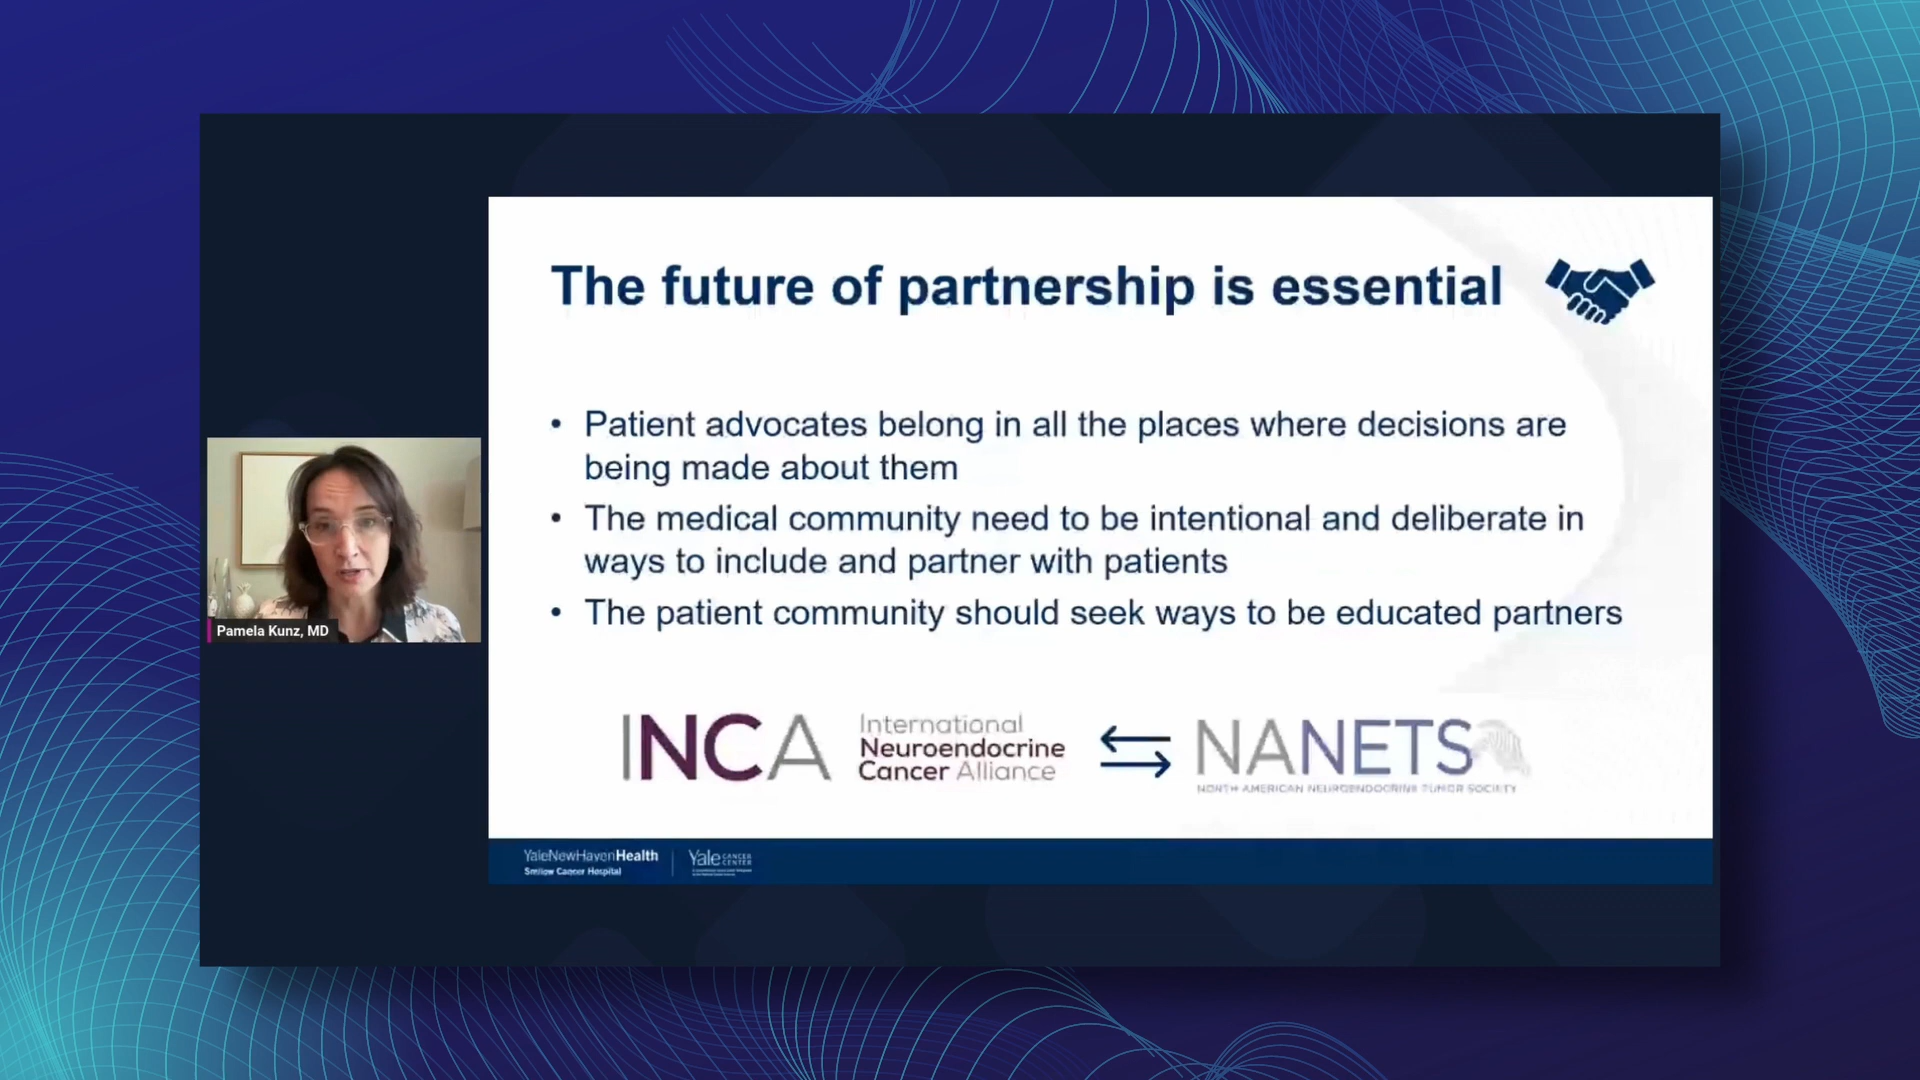 The future of partnership is essential
• Patient advocates belong in all the places where decisions are
being made about them
• The medical community need to be intentional and deliberate in
ways to include and partner with patients
• The patient community should seek ways to be educated partners
Pamela Kunz, MD
INCA
International
Neuroendocrine
Cancer Alliance
NANETS
NORTH AMERICAN NEUROENDOCRINE TUMOR SOCIETY
YaleNewHavenHealth
Smilow Cancer Hospital
Yale CANCER
CENTER